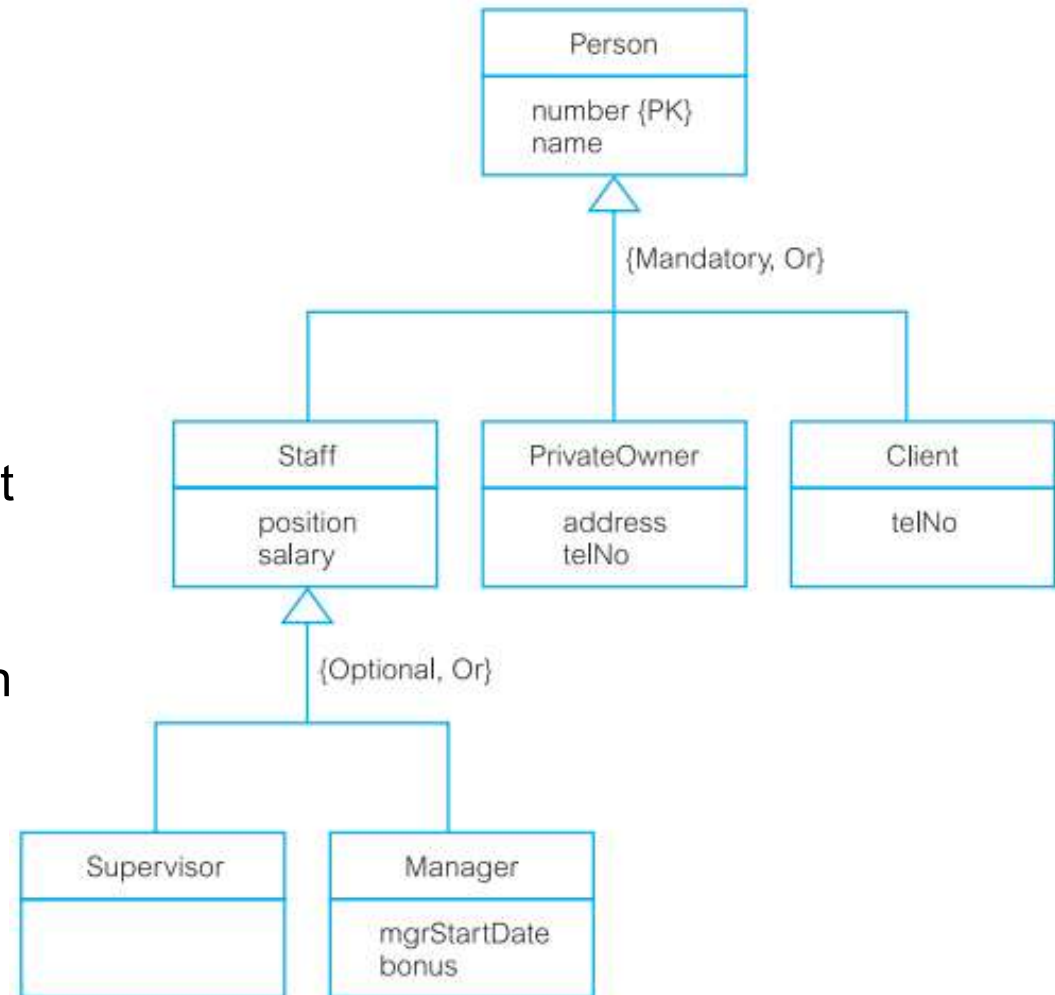 Person
number {PK}
name
{Mandatory, Or}
Staff
position
salary
PrivateOwner
address
telNo
Client
telNo
t
{Optional, Or}
n
Supervisor
Manager
mgrStartDate
bonus